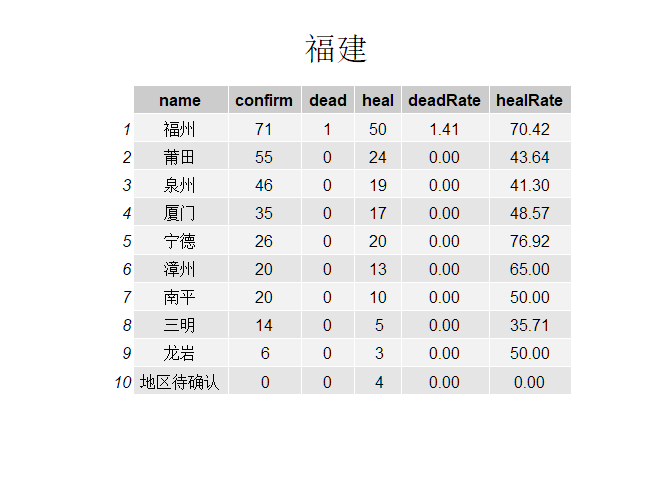 福建
name confirm dead heal deadRate healRate
1 福州 71 1 50 1.41 70.42
2 莆田 55 0 24 0.00 43.64
3 泉州 46 0 19 0.00 41.30
4 厦门 35 0 17 0.00 48.57
5 宁德 26 0 20 0.00 76.92
6 漳州 20 0 13 0.00 65.00
7 南平 20 0 10 0.00 50.00
8 三明 14 0 5 0.00 35.71
9 龙岩 6 0 3 0.00 50.00
10 地区待确认 0 0 4 0.00 0.00